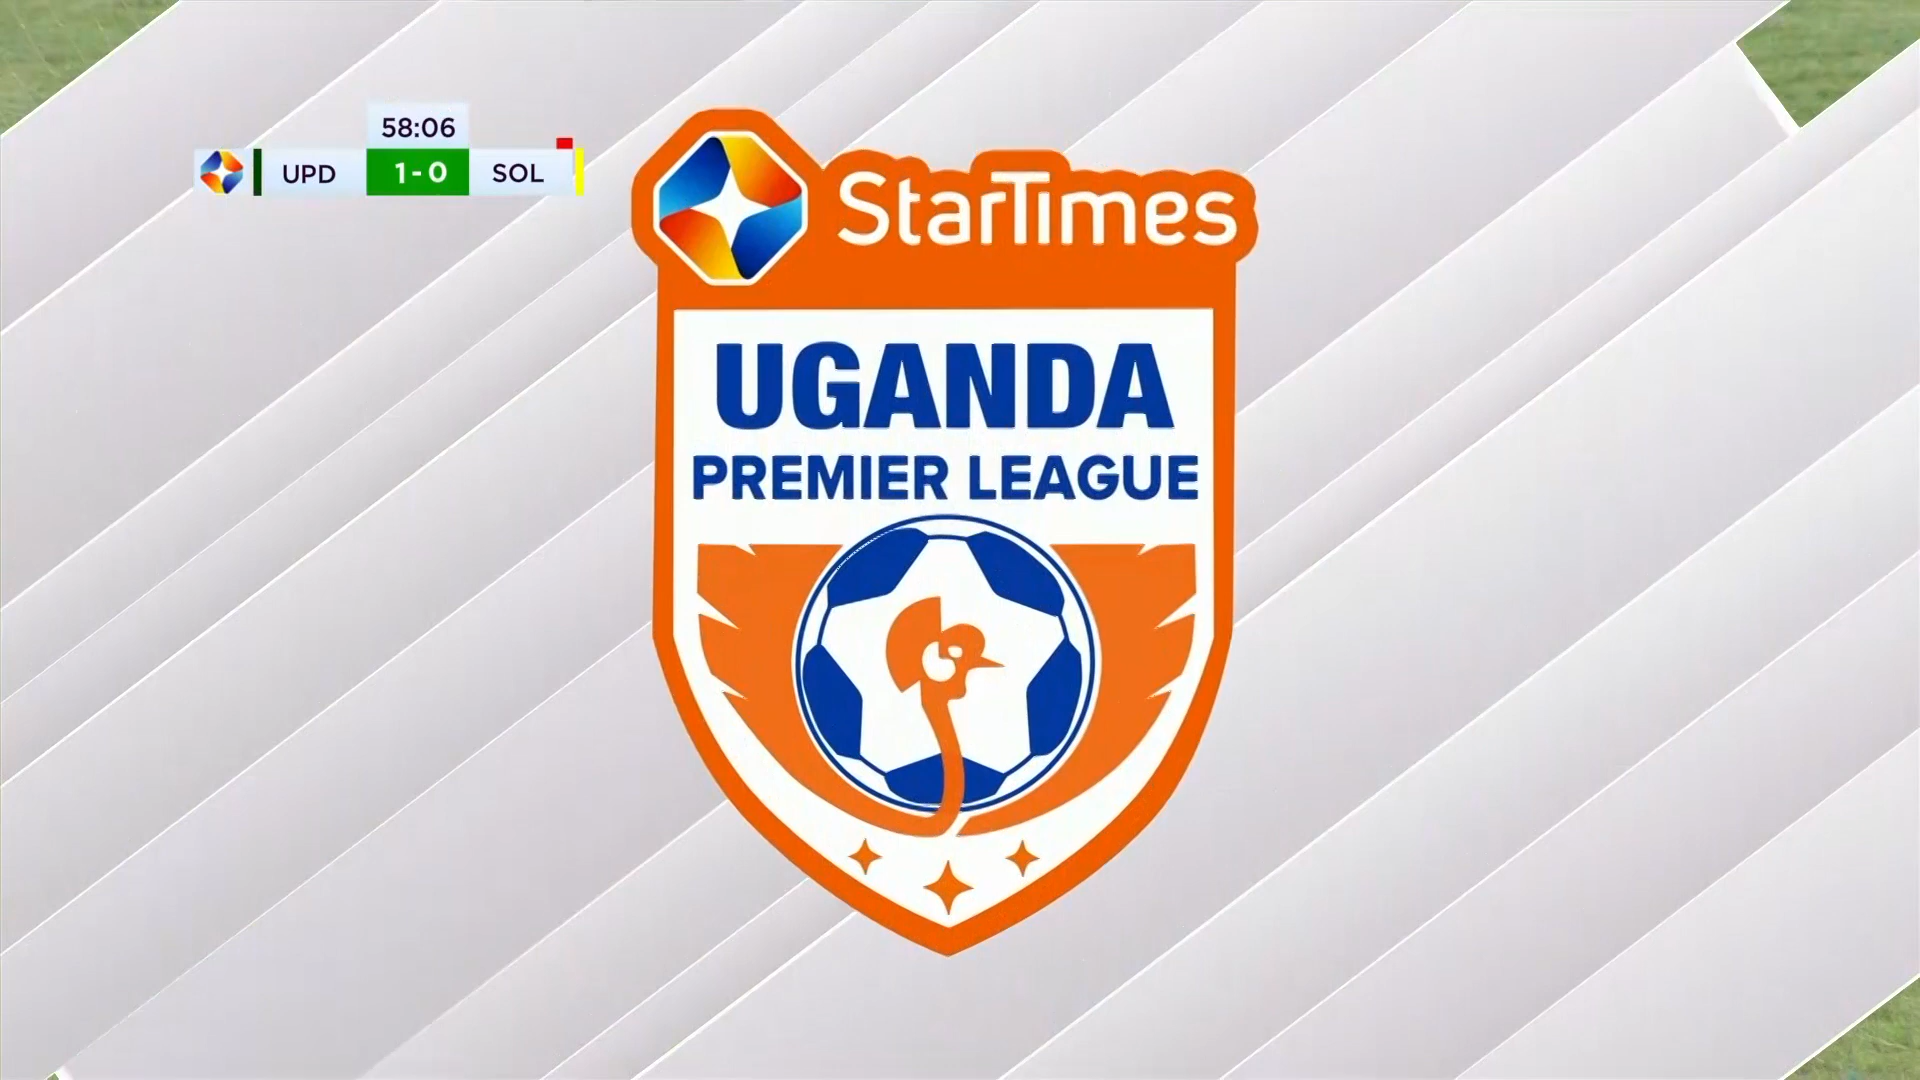 58:06
UPD 1-0 SOL
StarTimes
UGANDA
PREMIER LEAGUE